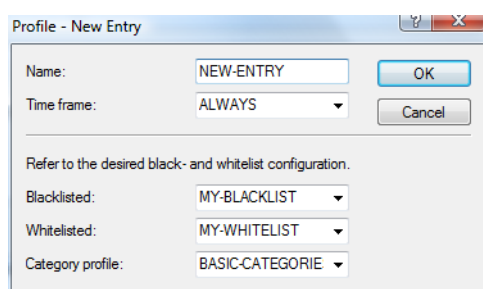 Profile - New Entry
Name: NEW-ENTRY OK
Time frame: ALWAYS Cancel
Refer to the desired black- and whitelist configuration.
Blacklisted: MY-BLACKLIST
Whitelisted: MY-WHITELIST
Category profile: BASIC-CATEGORIE